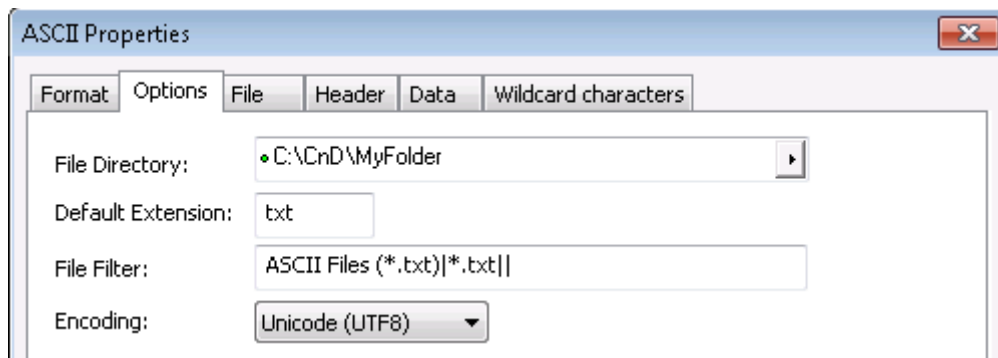 ASCII Properties
Format Options File Header Data Wildcard characters
File Directory: C:\CnD\MyFolder
Default Extension: txt
File Filter: ASCII Files (*.txt)|*.txt||
Encoding: Unicode (UTF8)